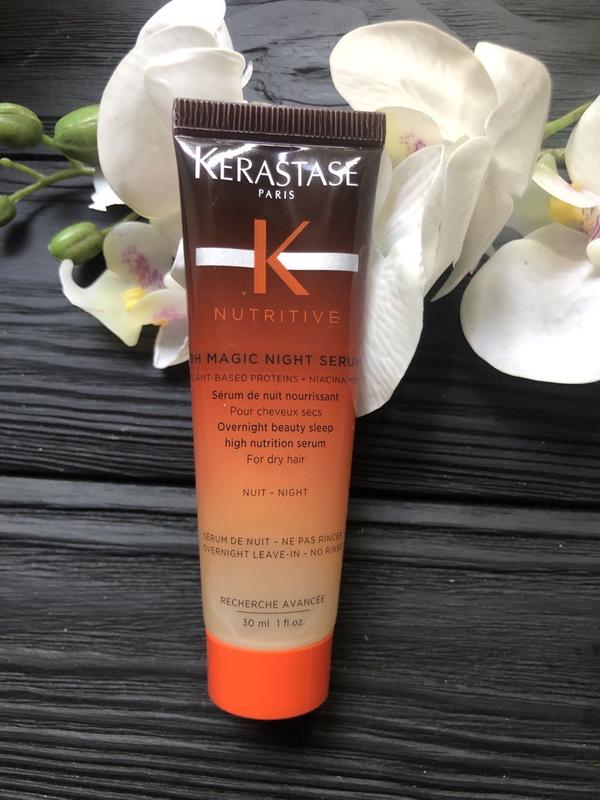 KERASTASE
PARIS
K
NUTRITIVE
8H MAGIC NIGHT SERUM
PLANT-BASED PROTEINS + NIACINAMIDE
Sérum de nuit nourrissant
Pour cheveux secs
Overnight beauty sleep
high nutrition serum
For dry hair
NUIT - NIGHT
SÉRUM DE NUIT - NE PAS RINCER
OVERNIGHT LEAVE-IN - NO RINSE
RECHERCHE AVANCÉE
30 ml 1 fl.oz.